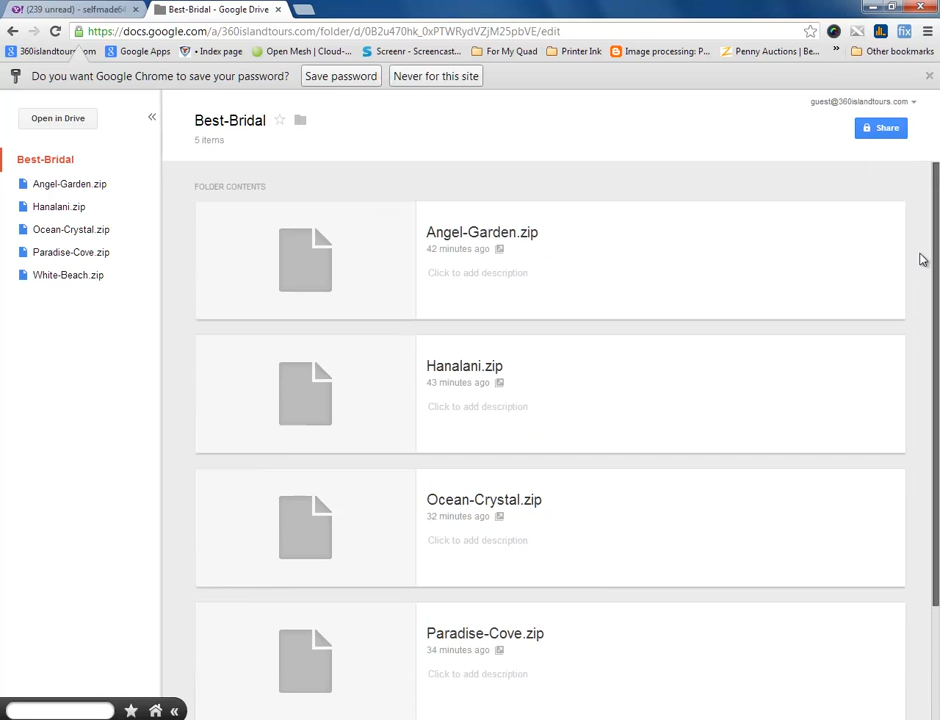 (239 unread) - selfmade6
Best-Bridal - Google Drive
https://docs.google.com/a/360islandtours.com/folder/d/0B2u470hk_0xPTWRydVZjM25pbVE/edit
Google Apps
• Index page
Open Mesh | Cloud-...
Screenr - Screencast...
For My Quad
Printer Ink
Image processing: P...
Penny Auctions | Be...
»
Other bookmarks
Do you want Google Chrome to save your password?
Save password
Never for this site
guest@360islandtours.com
Open in Drive
«
Best-Bridal
5 items
Share
Best-Bridal
Angel-Garden.zip
Hanalani.zip
Ocean-Crystal.zip
Paradise-Cove.zip
White-Beach.zip
FOLDER CONTENTS
Angel-Garden.zip
42 minutes ago
Click to add description
Hanalani.zip
43 minutes ago
Click to add description
Ocean-Crystal.zip
32 minutes ago
Click to add description
Paradise-Cove.zip
34 minutes ago
Click to add description